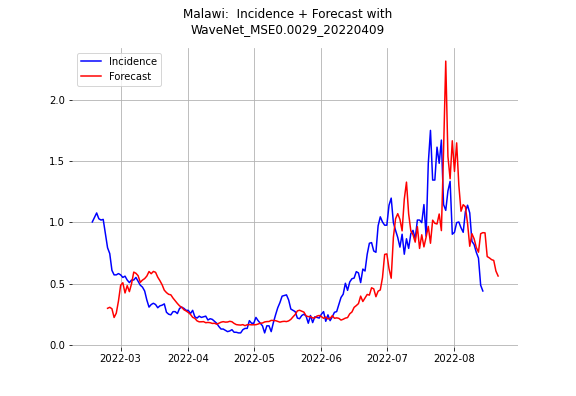 Malawi:  Incidence + Forecast with
WaveNet_MSE0.0029_20220409
Incidence
Forecast
2.0
1.5
1.0
0.5
0.0
2022-03 2022-04 2022-05 2022-06 2022-07 2022-08